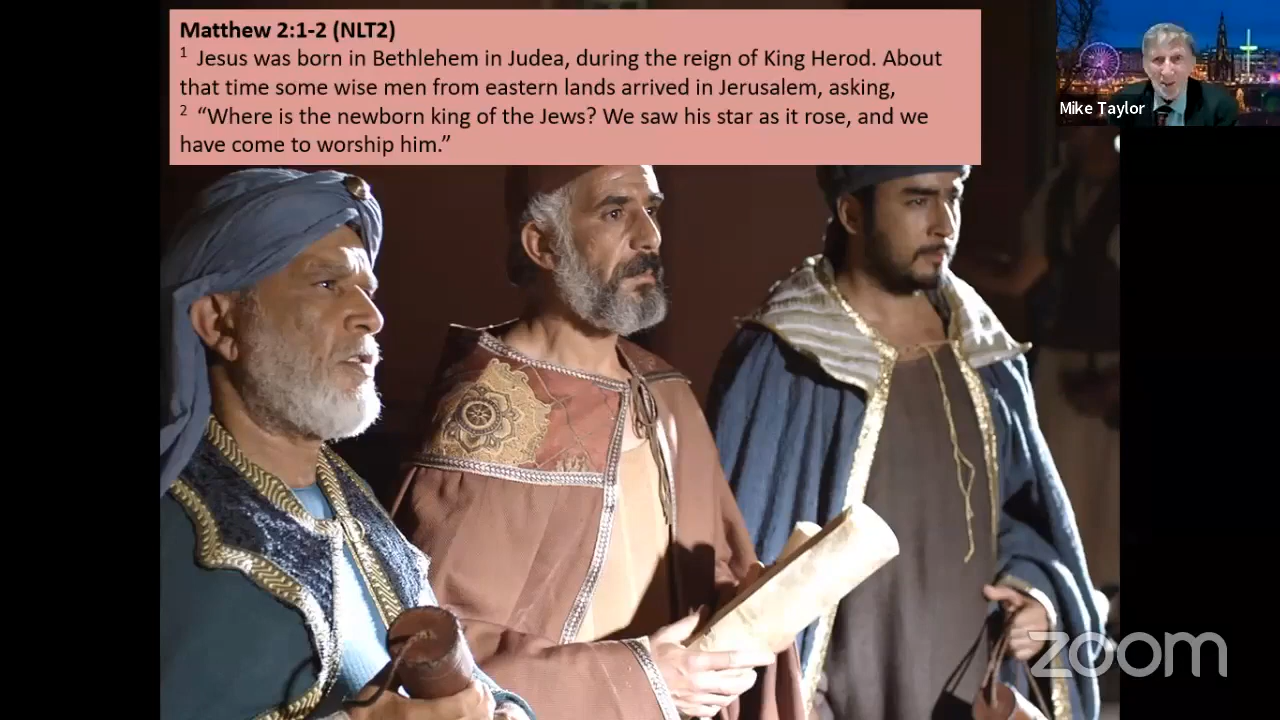 Matthew 2:1-2 (NLT2)
1 Jesus was born in Bethlehem in Judea, during the reign of King Herod. About
that time some wise men from eastern lands arrived in Jerusalem, asking,
2 “Where is the newborn king of the Jews? We saw his star as it rose, and we
have come to worship him.”
Mike Taylor
zoom